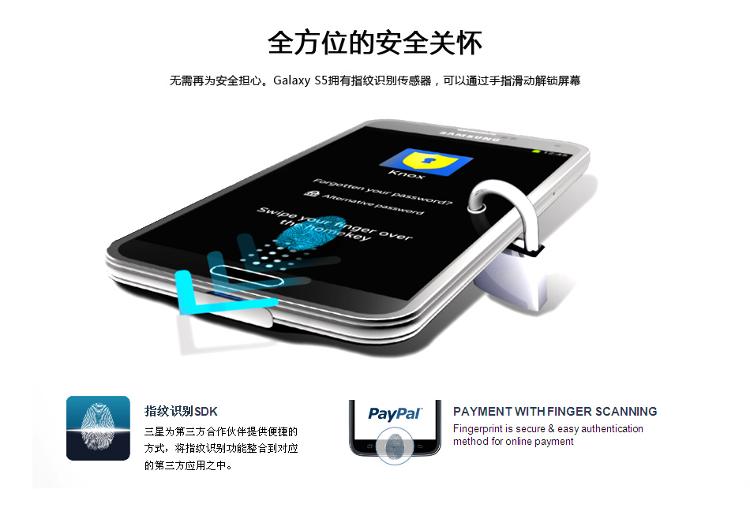 全方位的安全关怀
无需再为安全担心。Galaxy S5拥有指纹识别传感器，可以通过手指滑动解锁屏幕
SAMSUNG
Knox
Forgotten your password?
Alternative password
Swipe your finger over
the homekey
指纹识别SDK
三星为第三方合作伙伴提供便捷的
方式，将指纹识别功能整合到对应
的第三方应用之中。
PayPal
PAYMENT WITH FINGER SCANNING
Fingerprint is secure & easy authentication
method for online payment